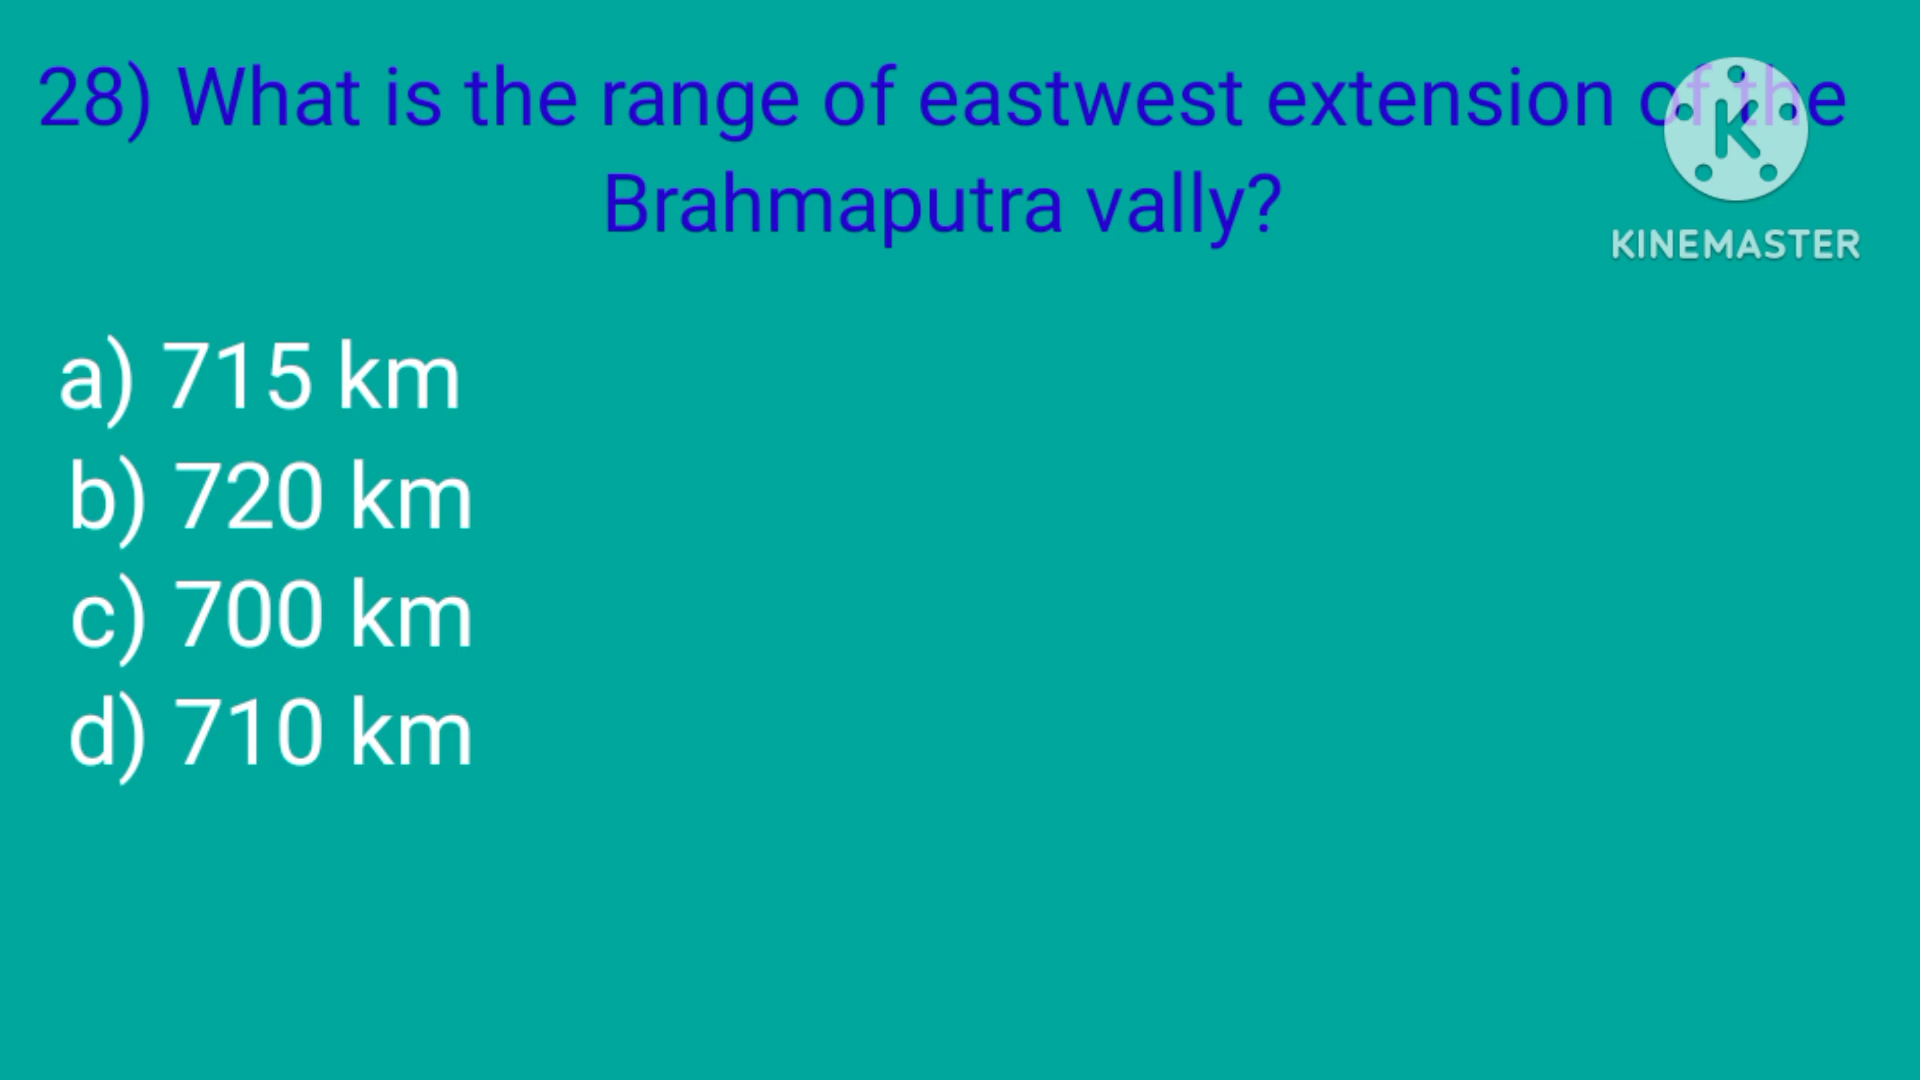 28) What is the range of eastwest extension of the
Brahmaputra vally?
KINEMASTER
a) 715 km
b) 720 km
c) 700 km
d) 710 km